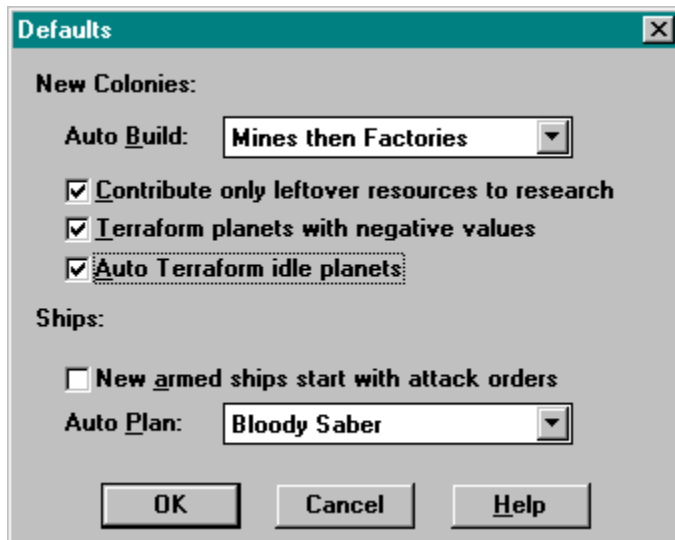 Defaults
New Colonies:
Auto Build: Mines then Factories
Contribute only leftover resources to research
Terraform planets with negative values
Auto Terraform idle planets
Ships:
New armed ships start with attack orders
Auto Plan: Bloody Saber
OK Cancel Help